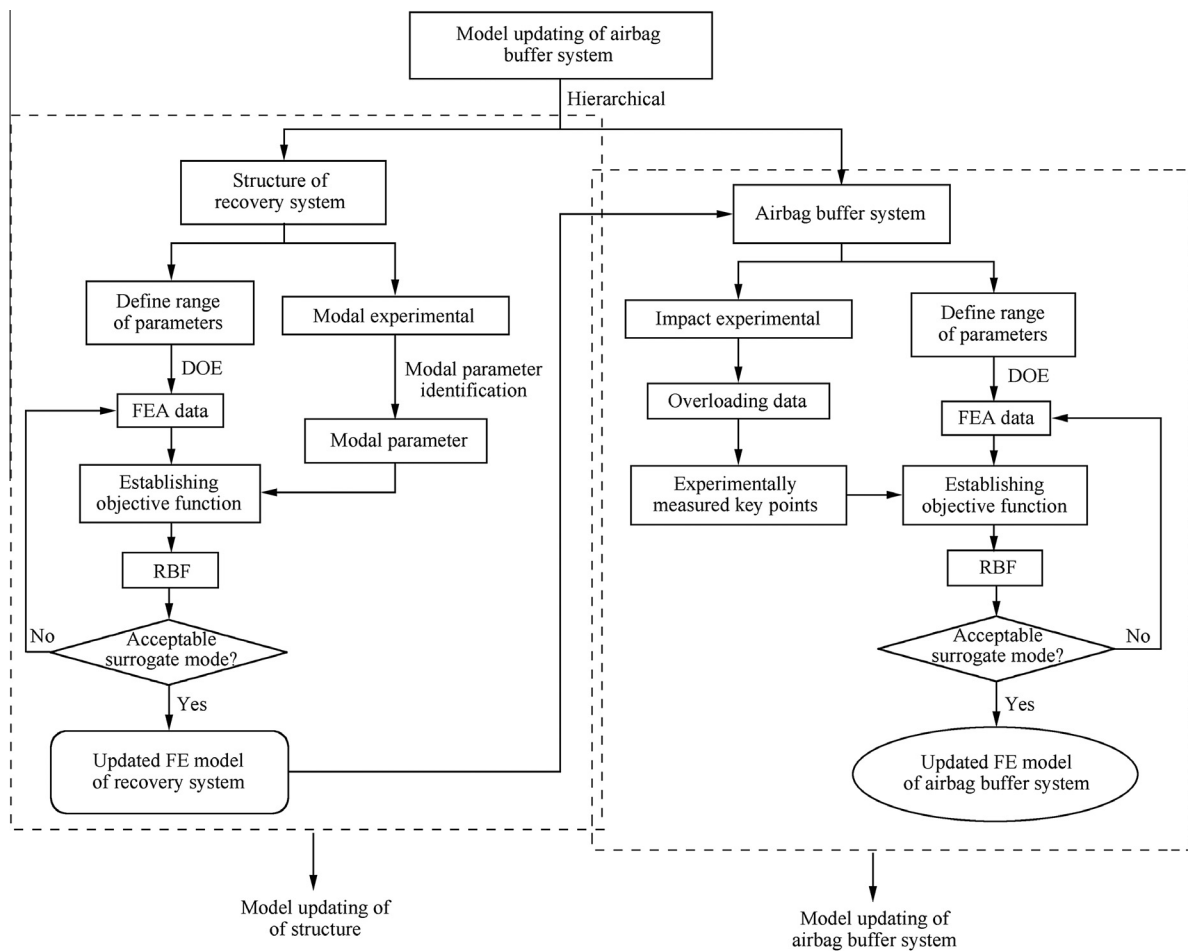 Model updating of airbag
buffer system
Hierarchical
Structure of
recovery system
Define range
of parameters
Modal experimental
DOE
Modal parameter
identification
FEA data
Modal parameter
Establishing
objective function
RBF
No
Acceptable
surrogate mode?
Yes
Updated FE model
of recovery system
Model updating of
of structure
Airbag buffer system
Impact experimental
Define range
of parameters
DOE
Overloading data
FEA data
Experimentally
measured key points
Establishing
objective function
RBF
Acceptable
surrogate mode?
No
Yes
Updated FE model
of airbag buffer system
Model updating of
airbag buffer system